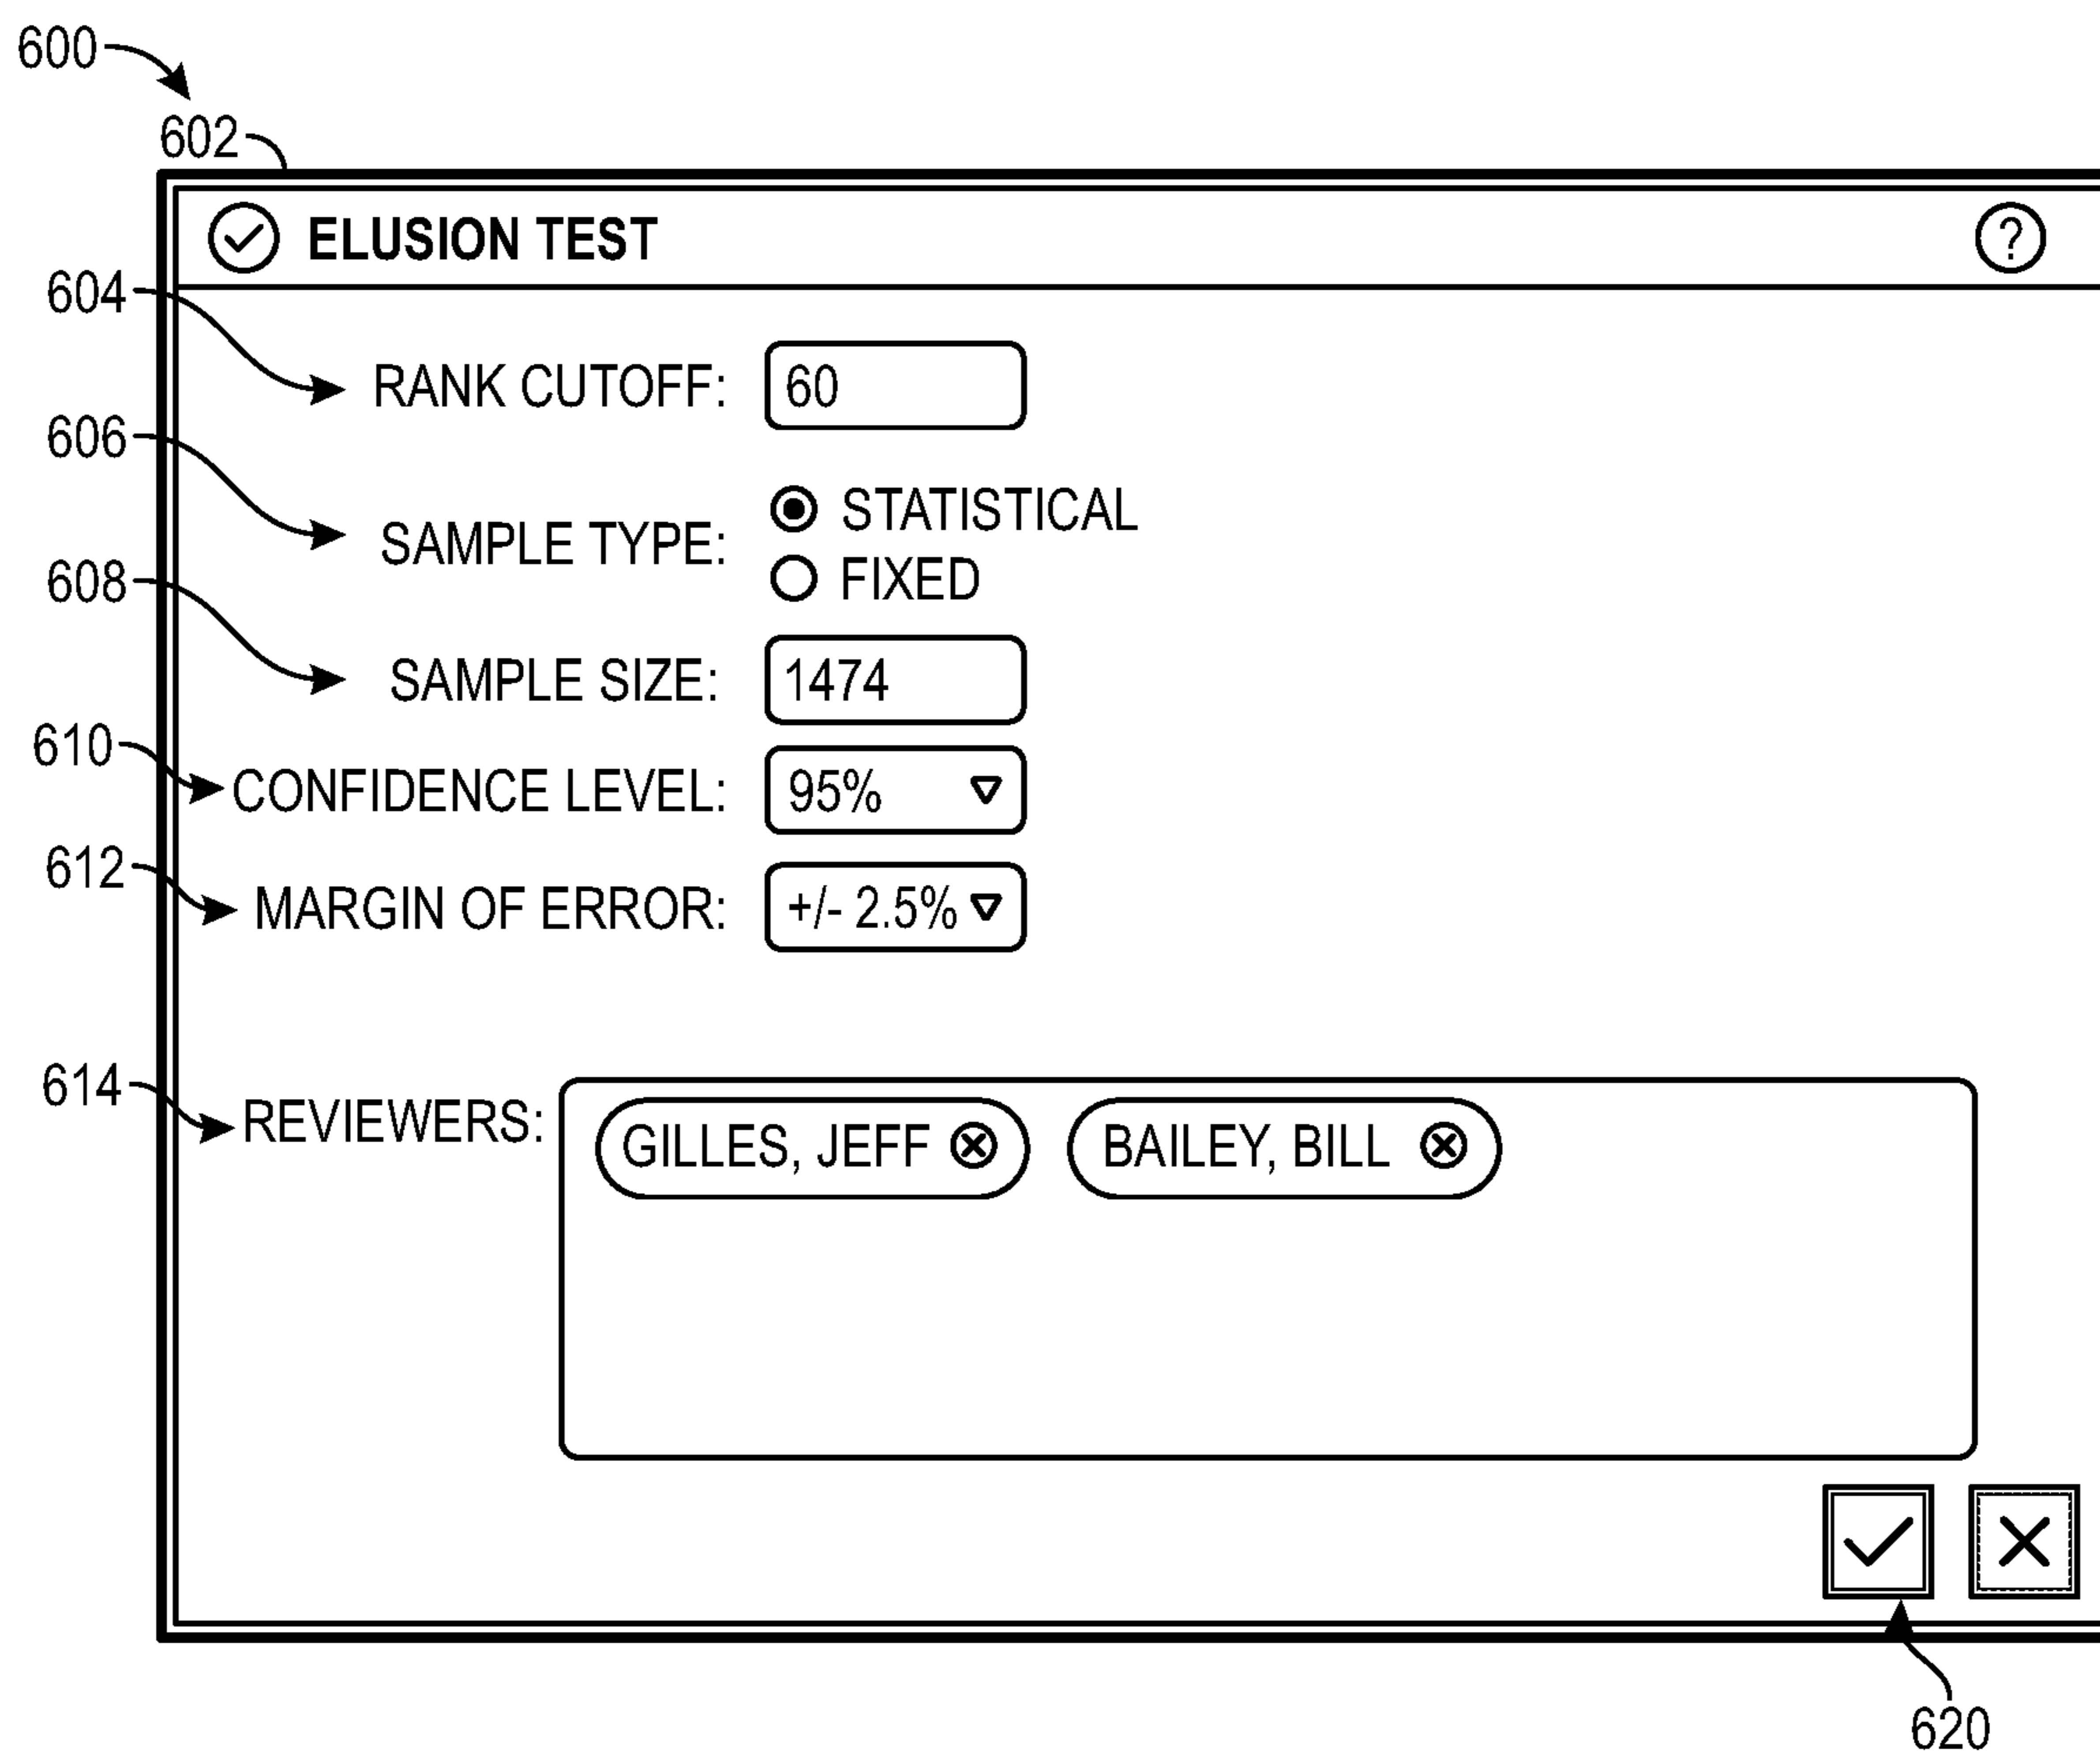 600
602
ELUSION TEST ?
604
RANK CUTOFF: 60
606
SAMPLE TYPE: STATISTICAL
FIXED
608
SAMPLE SIZE: 1474
610
CONFIDENCE LEVEL: 95%
612
MARGIN OF ERROR: +/- 2.5%
614
REVIEWERS: GILLES, JEFF BAILEY, BILL
620